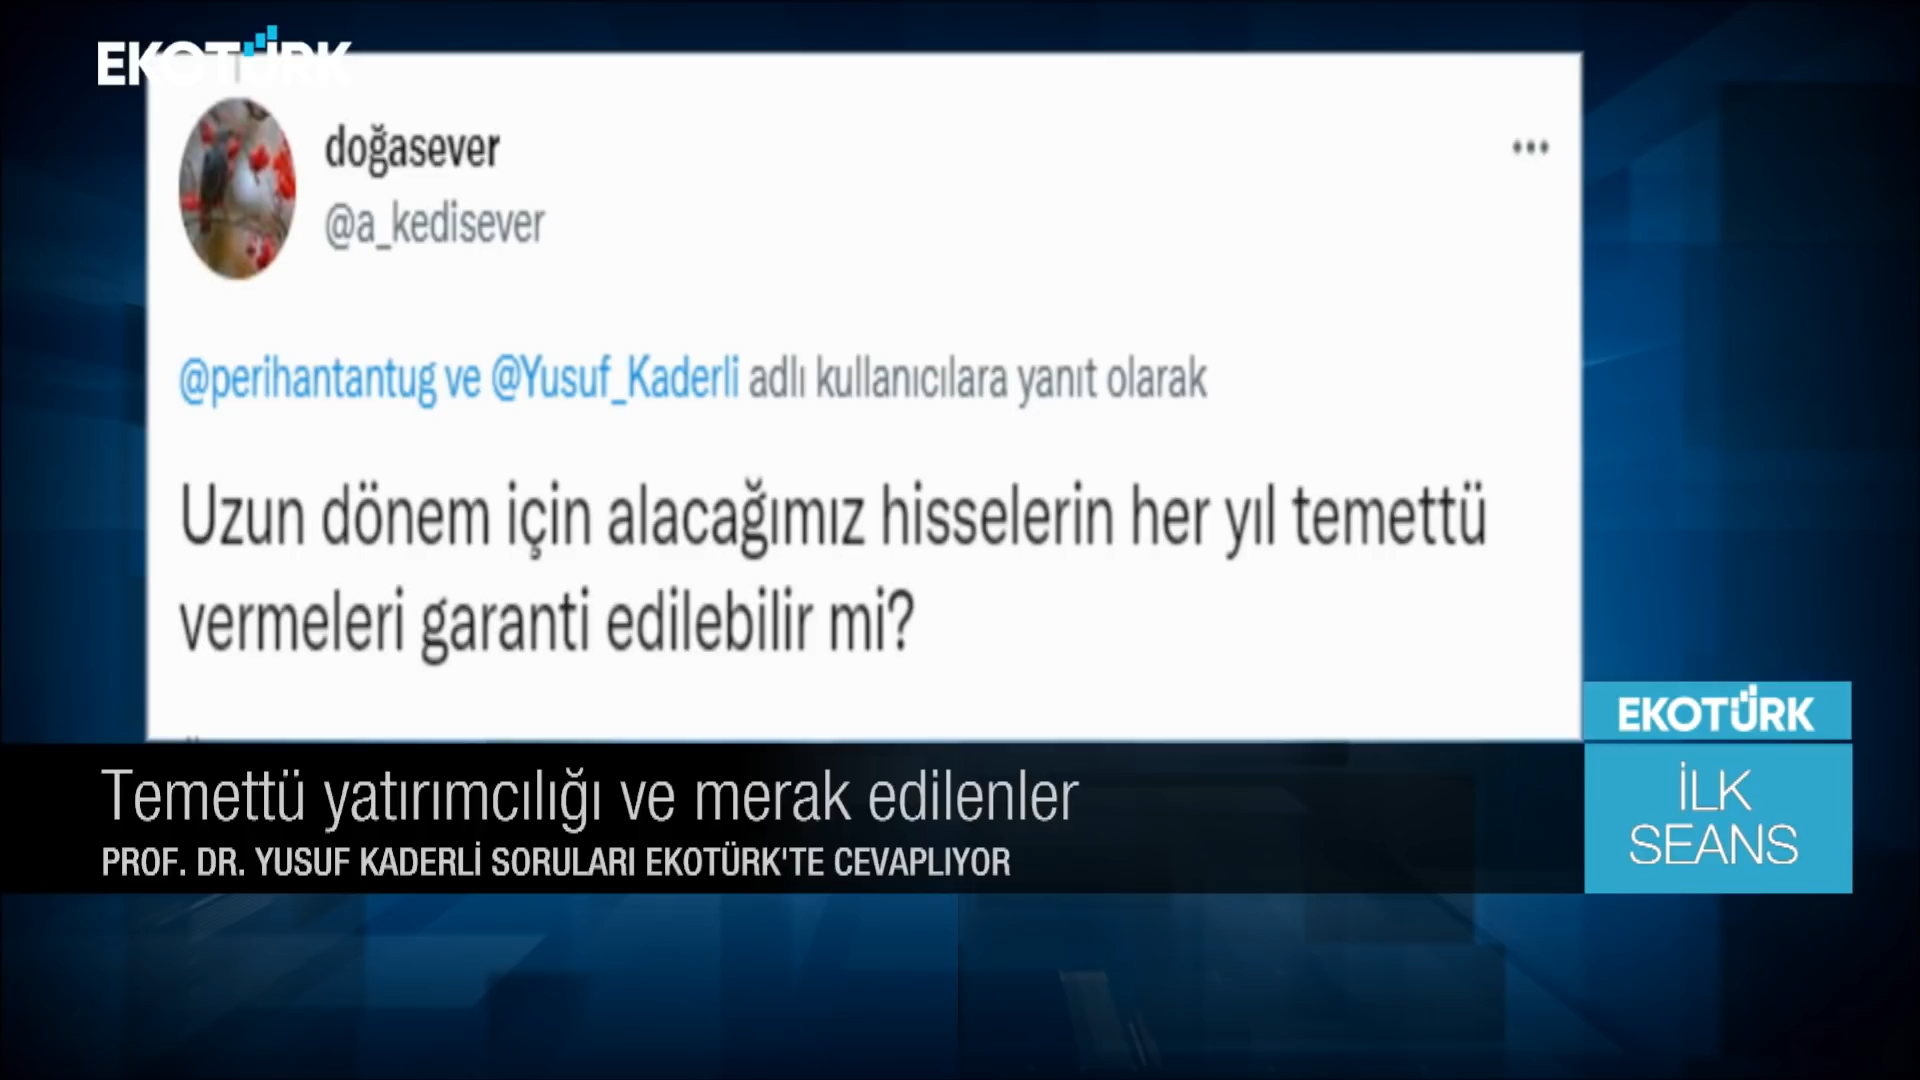 EKOTÜRK
doğasever
@a_kedisever
@perihantantug ve @Yusuf_Kaderli adlı kullanıcılara yanıt olarak
Uzun dönem için alacağımız hisselerin her yıl temettü
vermeleri garanti edilebilir mi?
EKOTÜRK
İLK
SEANS
Temettü yatırımcılığı ve merak edilenler
PROF. DR. YUSUF KADERLİ SORULARI EKOTÜRK'TE CEVAPLIYOR